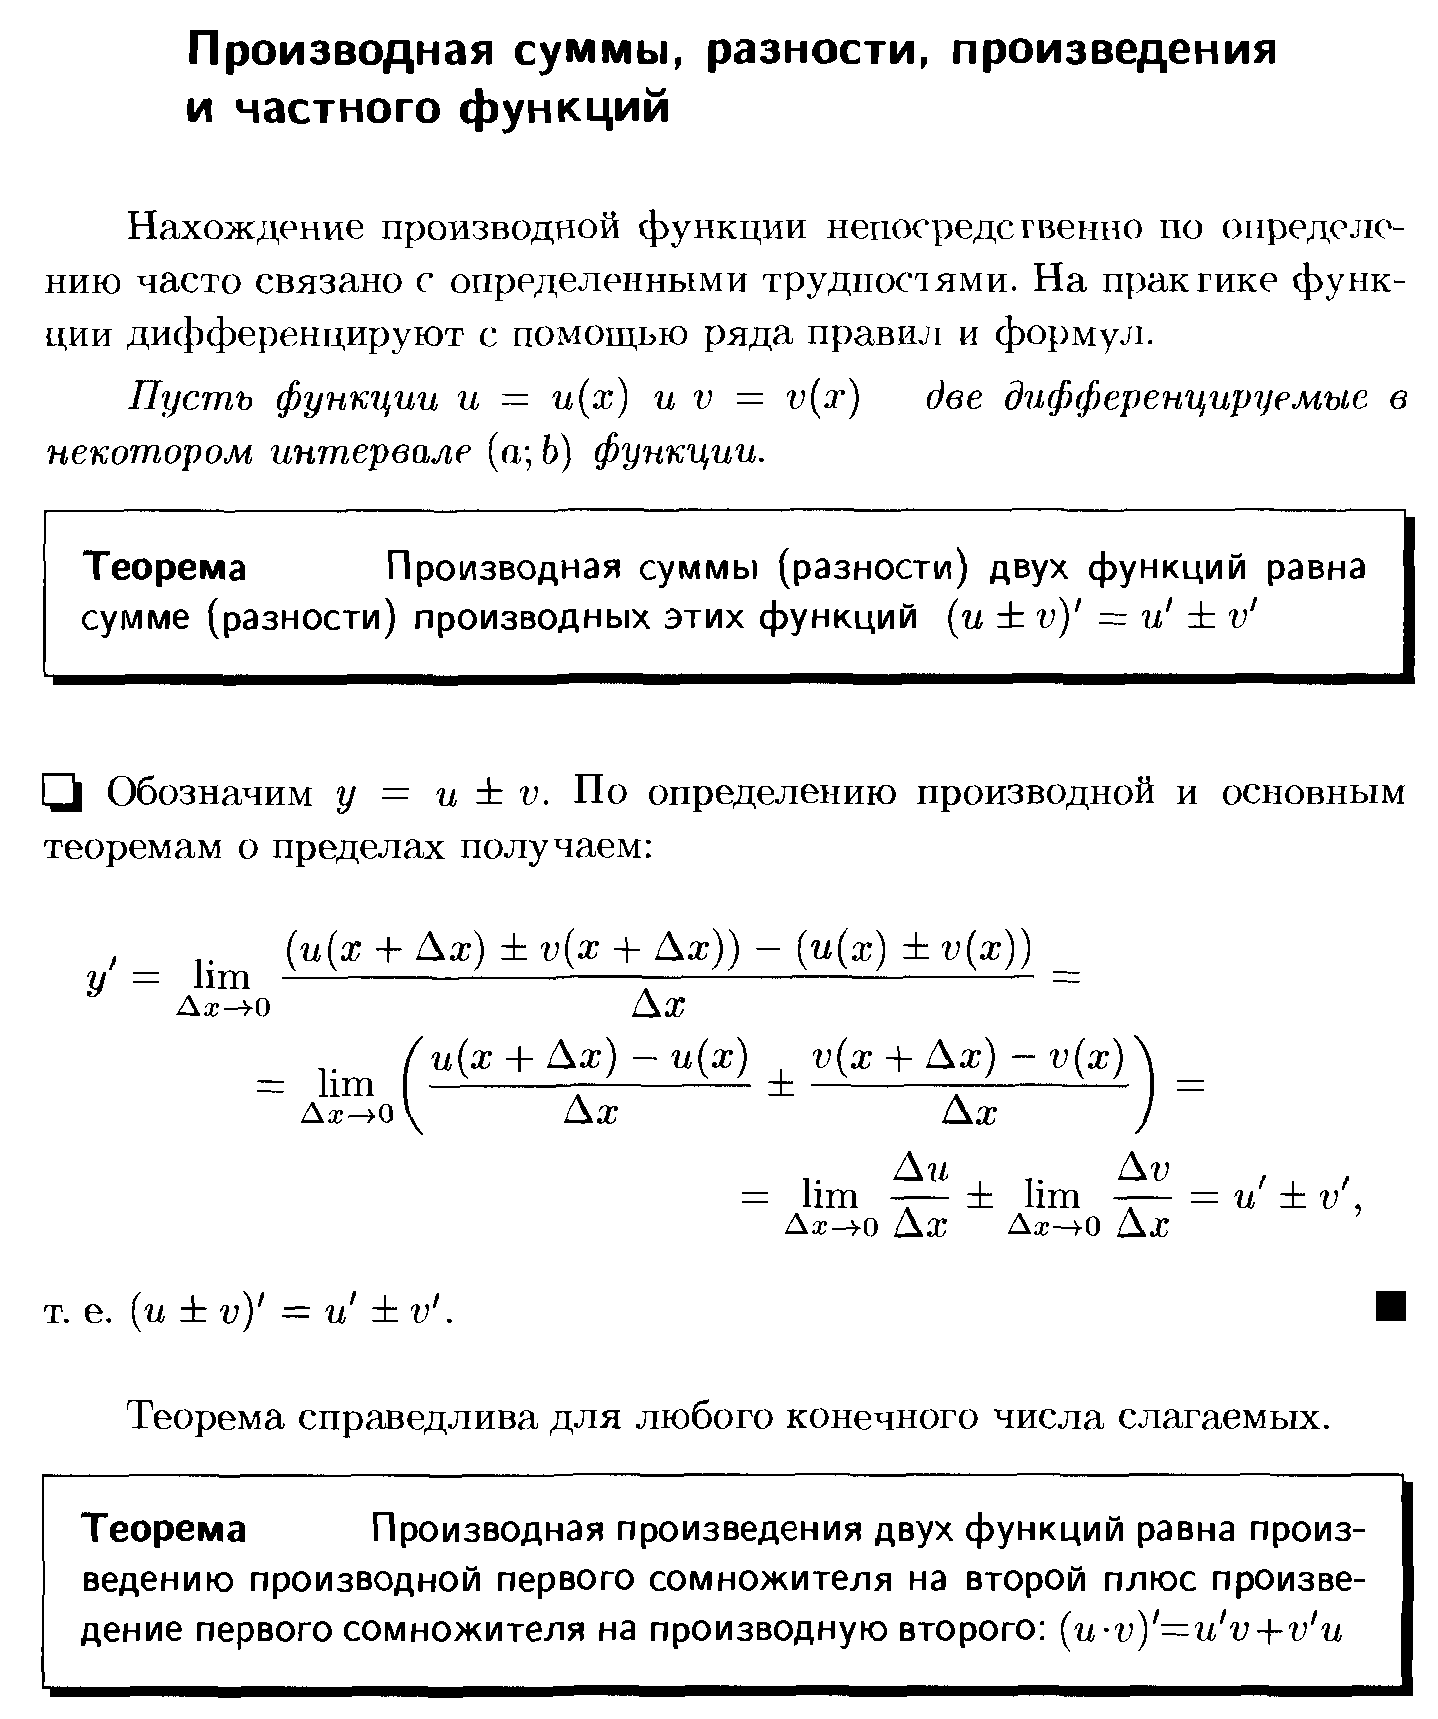 Производная суммы, разности, произведения
и частного функций
Нахождение производной функции непосредственно по определе-
нию часто связано с определенными трудностями. На практике функ-
ции дифференцируют с помощью ряда правил и формул.
Пусть функции u = u(x) и v = v(x) две дифференцируемые в
некотором интервале (a; b) функции.
Теорема Производная суммы (разности) двух функций равна
сумме (разности) производных этих функций (u ± v)′ = u′ ± v′
Обозначим y = u ± v. По определению производной и основным
теоремам о пределах получаем:
y′ = lim_{Δx→0} ((u(x + Δx) ± v(x + Δx)) − (u(x) ± v(x)))/Δx =
= lim_{Δx→0} ((u(x + Δx) − u(x))/Δx ± (v(x + Δx) − v(x))/Δx) =
= lim_{Δx→0} Δu/Δx ± lim_{Δx→0} Δv/Δx = u′ ± v′,
т. е. (u ± v)′ = u′ ± v′. ■
Теорема справедлива для любого конечного числа слагаемых.
Теорема Производная произведения двух функций равна произ-
ведению производной первого сомножителя на второй плюс произве-
дение первого сомножителя на производную второго: (u·v)′=u′v+v′u